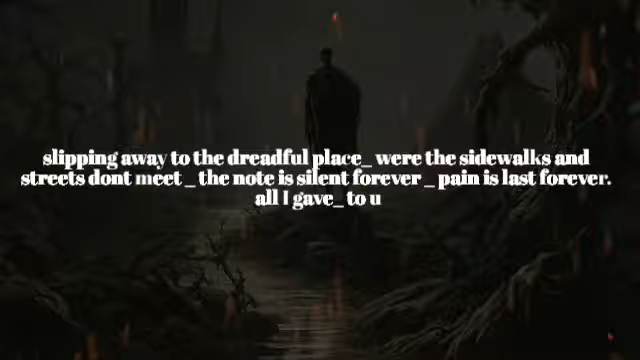 slipping away to the dreadful place_ were the sidewalks and
streets dont meet _ the note is silent forever _ pain is last forever.
all I gave_ to u